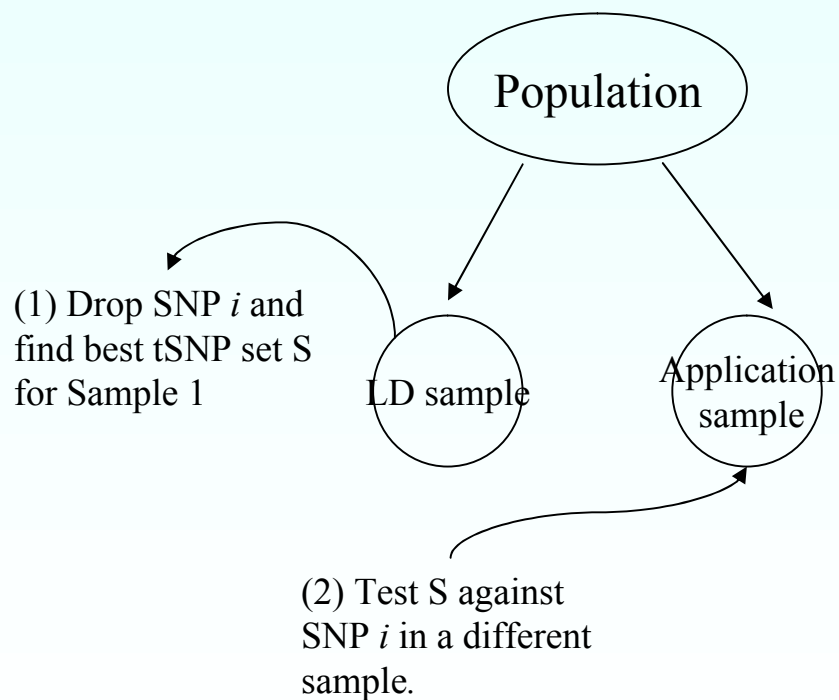 Population
(1) Drop SNP i and
find best tSNP set S
for Sample 1
LD sample
Application
sample
(2) Test S against
SNP i in a different
sample.